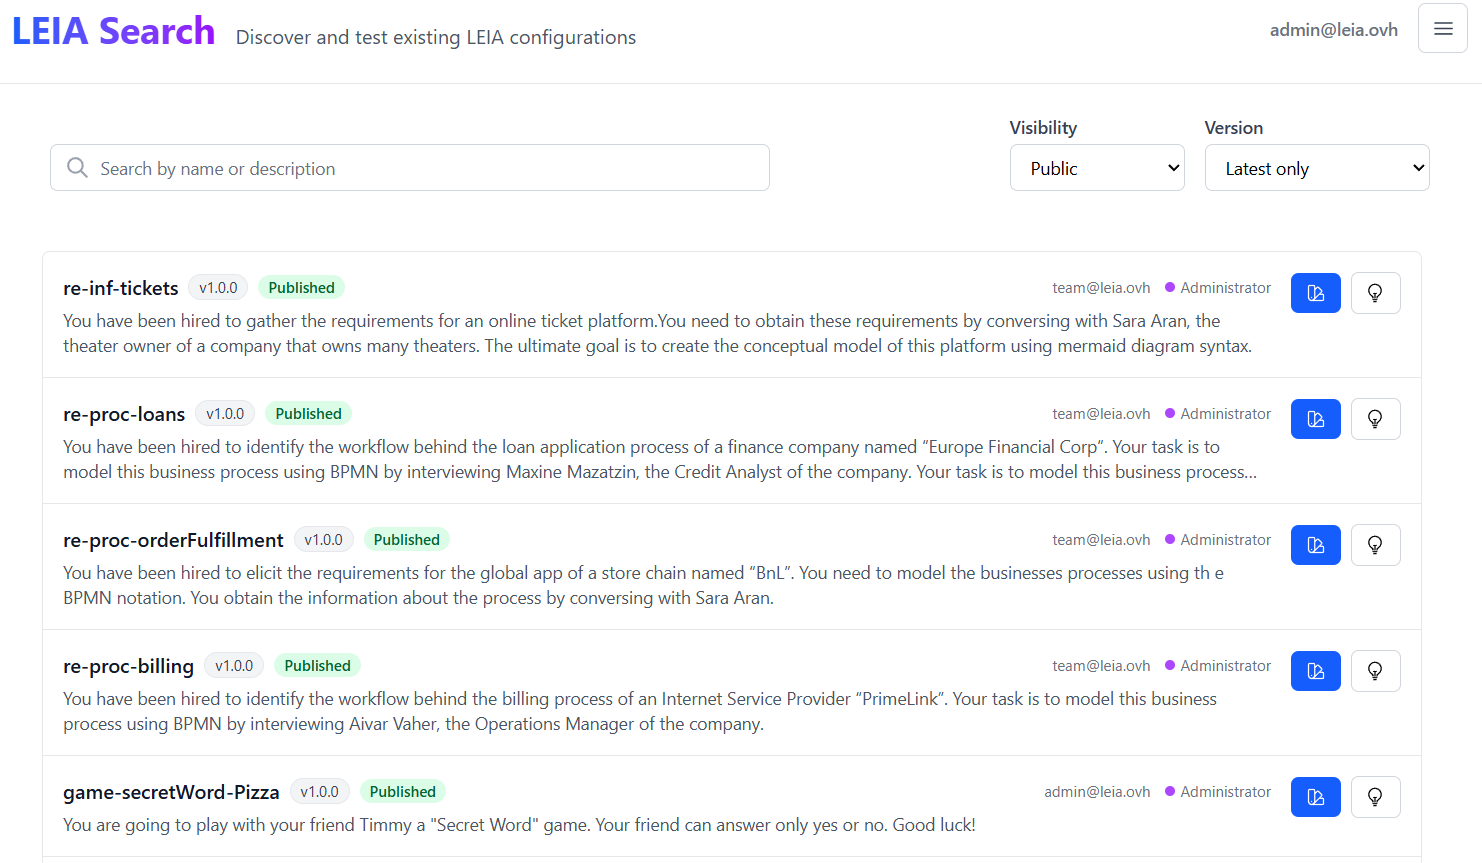 LEIA Search Discover and test existing LEIA configurations admin@leia.ovh
Visibility Version
Search by name or description Public Latest only
re-inf-tickets v1.0.0 Published team@leia.ovh Administrator
You have been hired to gather the requirements for an online ticket platform.You need to obtain these requirements by conversing with Sara Aran, the
theater owner of a company that owns many theaters. The ultimate goal is to create the conceptual model of this platform using mermaid diagram syntax.
re-proc-loans v1.0.0 Published team@leia.ovh Administrator
You have been hired to identify the workflow behind the loan application process of a finance company named “Europe Financial Corp”. Your task is to
model this business process using BPMN by interviewing Maxine Mazatzin, the Credit Analyst of the company. Your task is to model this business process...
re-proc-orderFulfillment v1.0.0 Published team@leia.ovh Administrator
You have been hired to elicit the requirements for the global app of a store chain named “BnL”. You need to model the businesses processes using th e
BPMN notation. You obtain the information about the process by conversing with Sara Aran.
re-proc-billing v1.0.0 Published team@leia.ovh Administrator
You have been hired to identify the workflow behind the billing process of an Internet Service Provider “PrimeLink”. Your task is to model this business
process using BPMN by interviewing Aivar Vaher, the Operations Manager of the company.
game-secretWord-Pizza v1.0.0 Published admin@leia.ovh Administrator
You are going to play with your friend Timmy a "Secret Word" game. Your friend can answer only yes or no. Good luck!